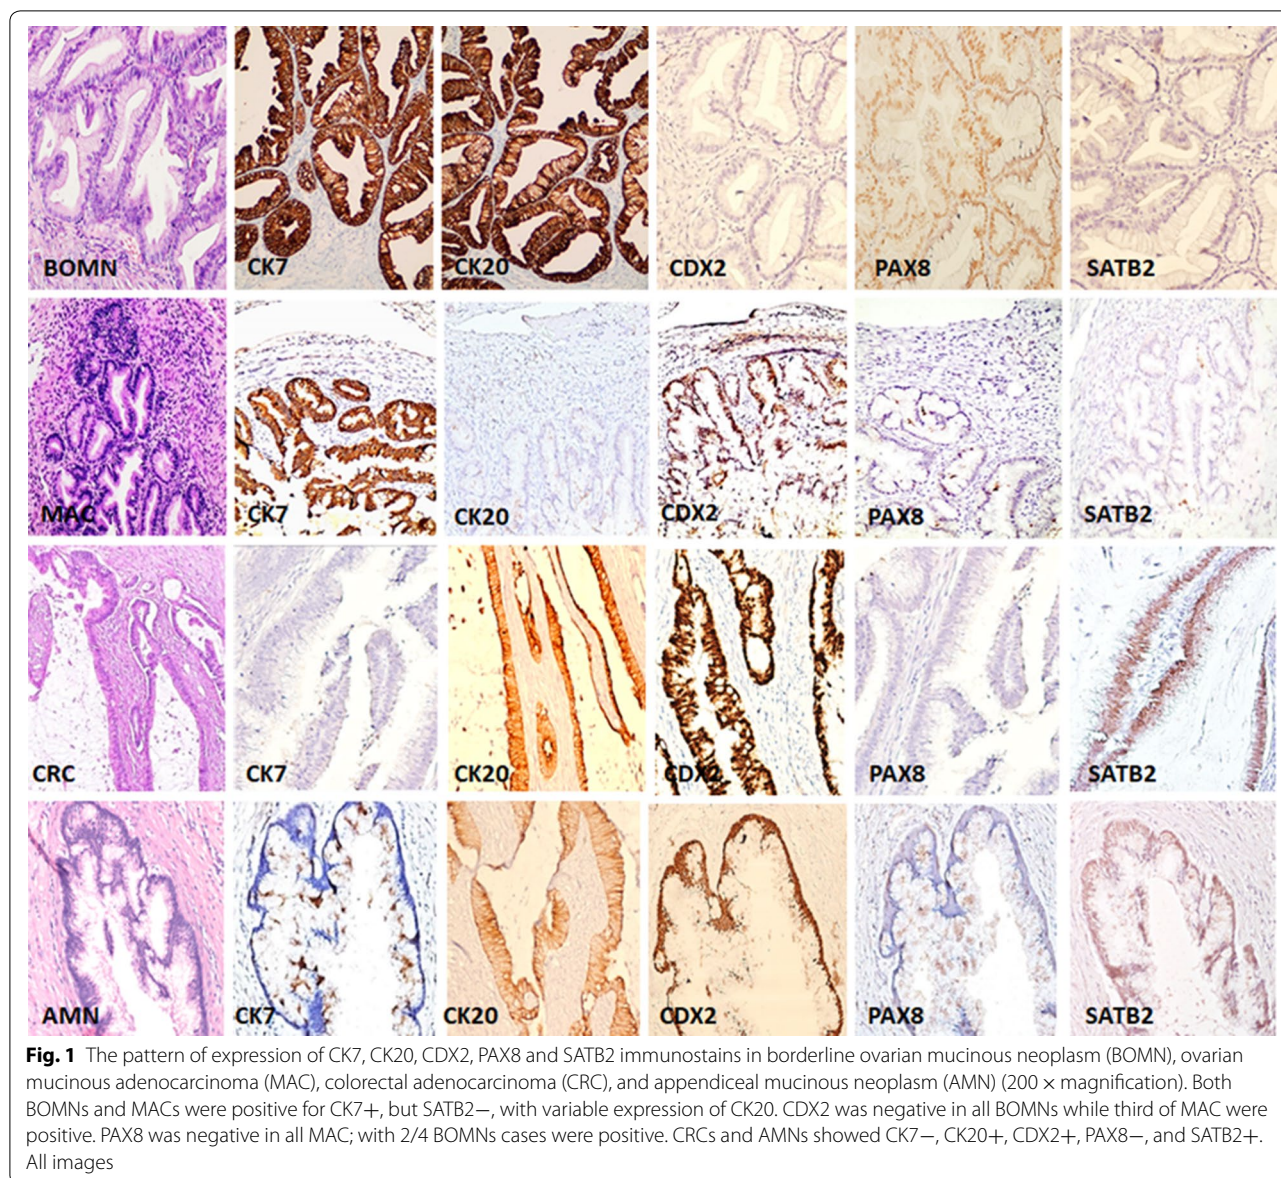 BOMN CK7 CK20 CDX2 PAX8 SATB2
MAC CK7 CK20 CDX2 PAX8 SATB2
CRC CK7 CK20 CDX2 PAX8 SATB2
AMN CK7 CK20 CDX2 PAX8 SATB2
Fig. 1 The pattern of expression of CK7, CK20, CDX2, PAX8 and SATB2 immunostains in borderline ovarian mucinous neoplasm (BOMN), ovarian
mucinous adenocarcinoma (MAC), colorectal adenocarcinoma (CRC), and appendiceal mucinous neoplasm (AMN) (200 × magnification). Both
BOMNs and MACs were positive for CK7+, but SATB2−, with variable expression of CK20. CDX2 was negative in all BOMNs while third of MAC were
positive. PAX8 was negative in all MAC; with 2/4 BOMNs cases were positive. CRCs and AMNs showed CK7−, CK20+, CDX2+, PAX8−, and SATB2+.
All images